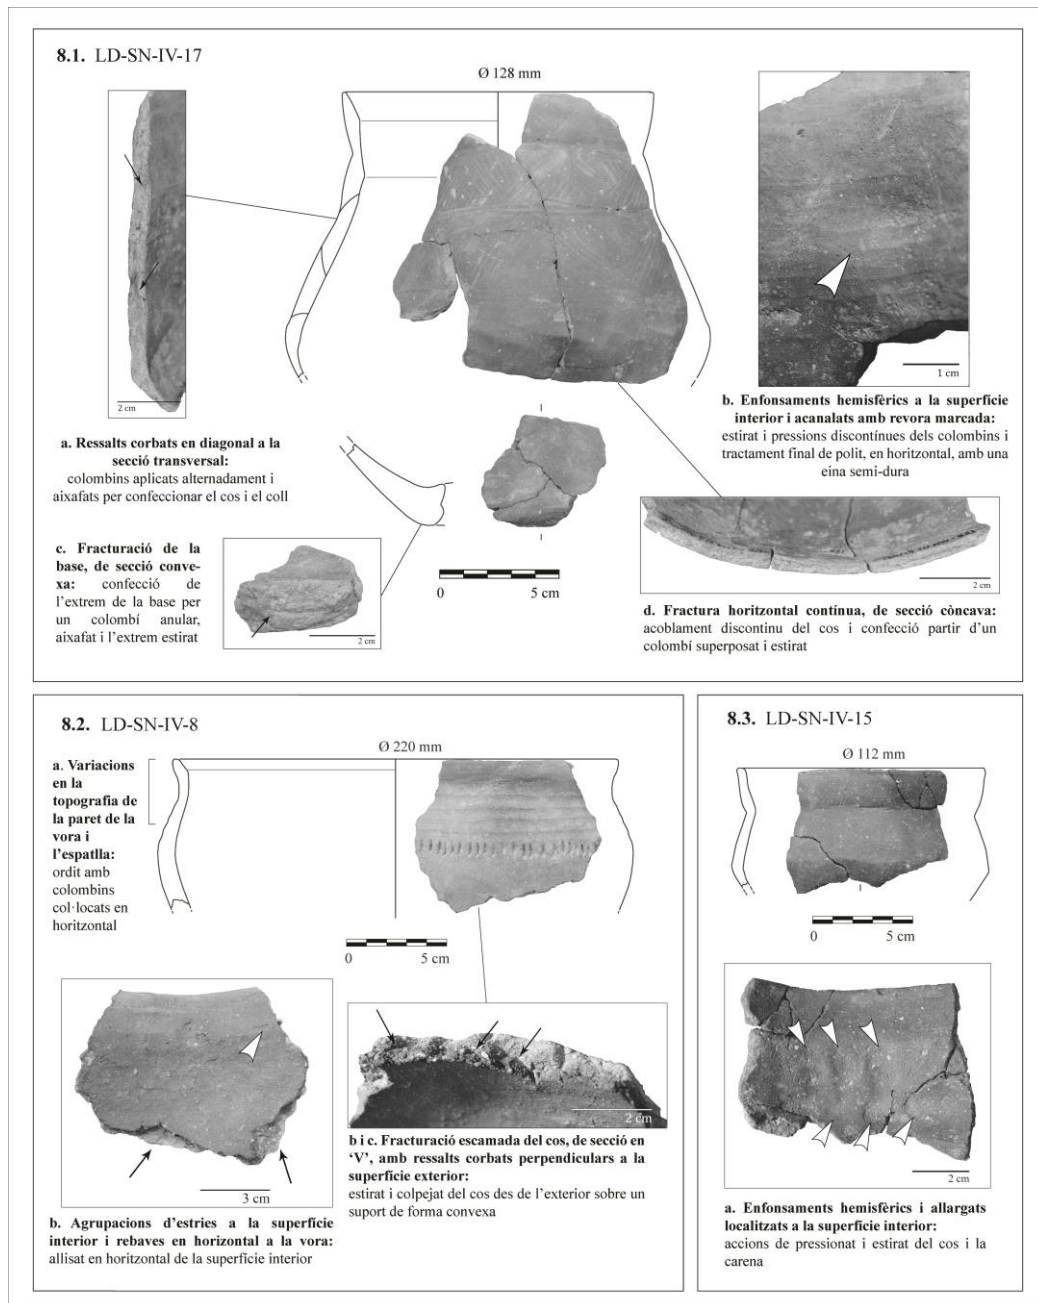 8.1. LD-SN-IV-17
Ø 128 mm
2 cm
a. Ressalts corbats en diagonal a la
secció transversal:
colombins aplicats alternadament i
aixafats per confeccionar el cos i el coll
1 cm
b. Enfonsaments hemisfèrics a la superfície
interior i acanalats amb revora marcada:
estirat i pressions discontínues dels colombins i
tractament final de polit, en horitzontal, amb una
eina semi-dura
c. Fracturació de la
base, de secció conve-
xa: confecció de
l’extrem de la base per
un colombí anular,
aixafat i l’extrem estirat
2 cm
0 5 cm
2 cm
d. Fractura horitzontal contínua, de secció còncava:
acoblament discontinu del cos i confecció partir d’un
colombí superposat i estirat
8.2. LD-SN-IV-8
Ø 220 mm
a. Variacions
en la
topografia de
la paret de la
vora i
l’espatlla:
ordit amb
colombins
col·locats en
horitzontal
0 5 cm
3 cm
b. Agrupacions d’estries a la superfície
interior i rebaves en horizontal a la vora:
allisat en horitzontal de la superfície interior
2 cm
b i c. Fracturació escamada del cos, de secció en
‘V’, amb ressalts corbats perpendiculars a la
superfície exterior:
estirat i colpejat del cos des de l’exterior sobre un
suport de forma convexa
8.3. LD-SN-IV-15
Ø 112 mm
0 5 cm
2 cm
a. Enfonsaments hemisfèrics i allargats
localitzats a la superfície interior:
accions de pressionat i estirat del cos i la
carena